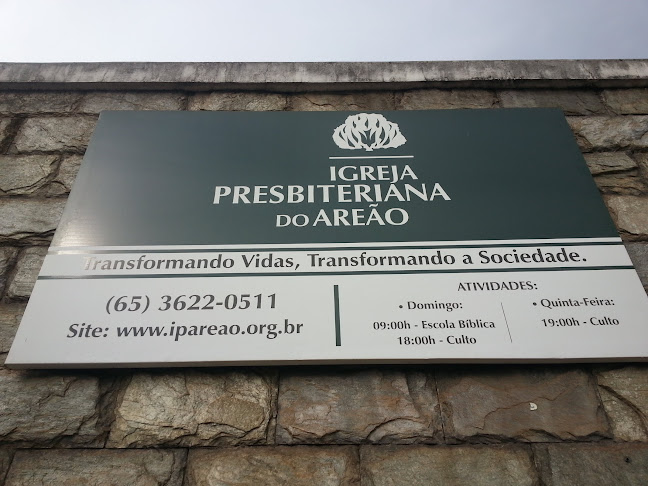 IGREJA
PRESBITERIANA
DO AREÃO
Transformando Vidas, Transformando a Sociedade.
(65) 3622-0511
Site: www.ipareao.org.br
ATIVIDADES:
• Domingo:
09:00h - Escola Bíblica
18:00h - Culto
• Quinta-Feira:
19:00h - Culto